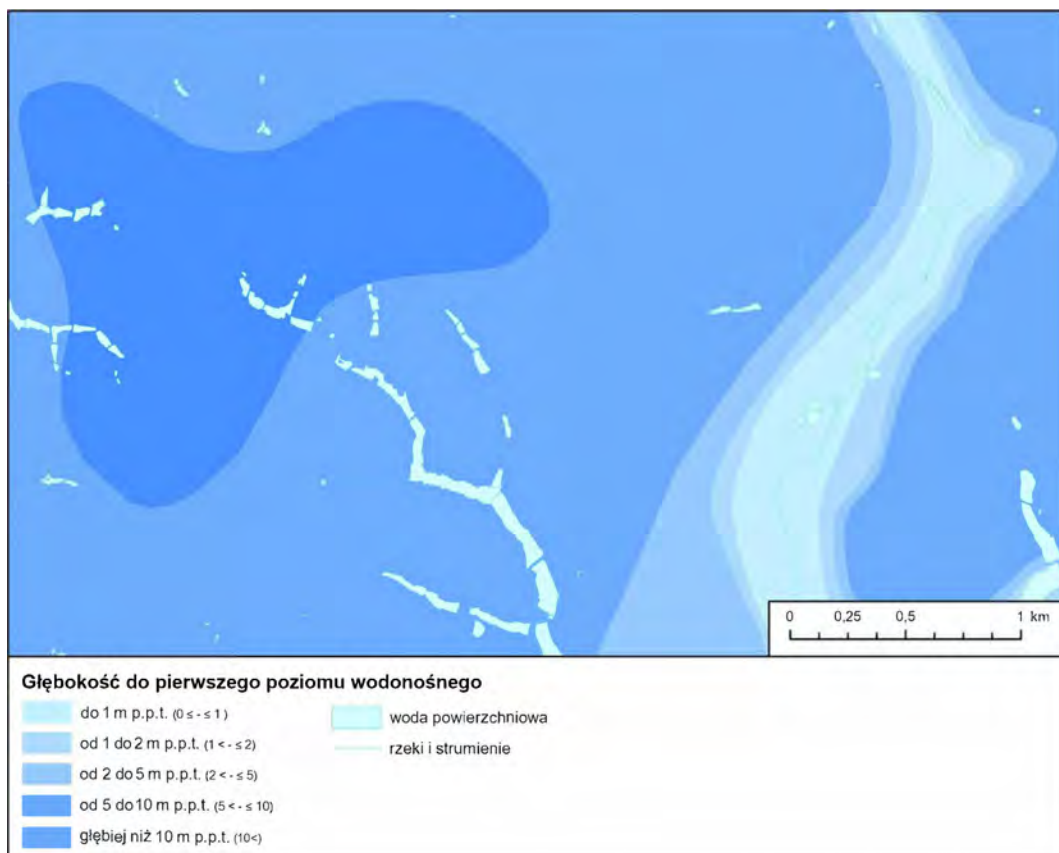 0 0,25 0,5 1 km
Głębokość do pierwszego poziomu wodonośnego
do 1 m p.p.t. (0 ≤ - ≤ 1)
od 1 do 2 m p.p.t. (1 < - ≤ 2)
od 2 do 5 m p.p.t. (2 < - ≤ 5)
od 5 do 10 m p.p.t. (5 < - ≤ 10)
głębiej niż 10 m p.p.t. (10<)
woda powierzchniowa
rzeki i strumienie